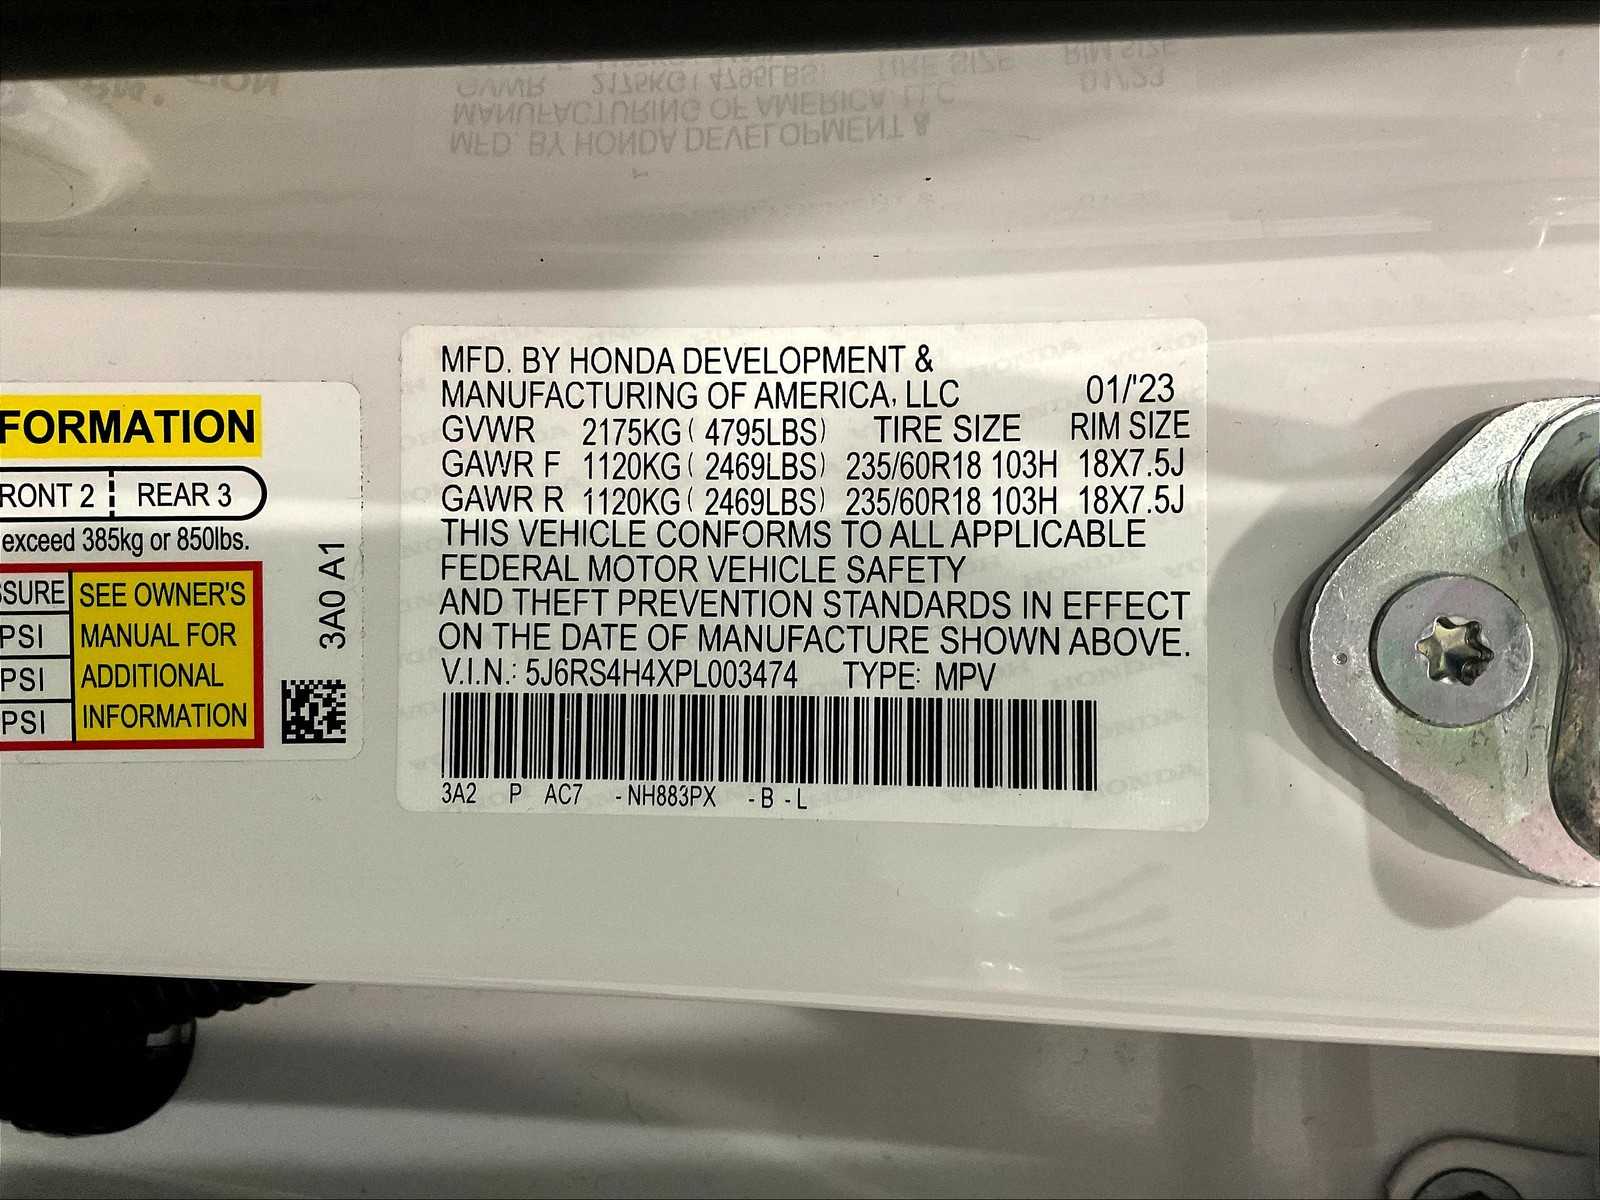 FORMATION
RONT 2 REAR 3
exceed 385kg or 850lbs.
SSURE
PSI
PSI
PSI
SEE OWNER'S
MANUAL FOR
ADDITIONAL
INFORMATION
3A0 A1
MFD. BY HONDA DEVELOPMENT &
MANUFACTURING OF AMERICA, LLC 01/'23
GVWR 2175KG ( 4795LBS) TIRE SIZE RIM SIZE
GAWR F 1120KG ( 2469LBS) 235/60R18 103H 18X7.5J
GAWR R 1120KG ( 2469LBS) 235/60R18 103H 18X7.5J
THIS VEHICLE CONFORMS TO ALL APPLICABLE
FEDERAL MOTOR VEHICLE SAFETY
AND THEFT PREVENTION STANDARDS IN EFFECT
ON THE DATE OF MANUFACTURE SHOWN ABOVE.
V.I.N.: 5J6RS4H4XPL003474 TYPE: MPV
3A2 P AC7 -NH883PX -B -L